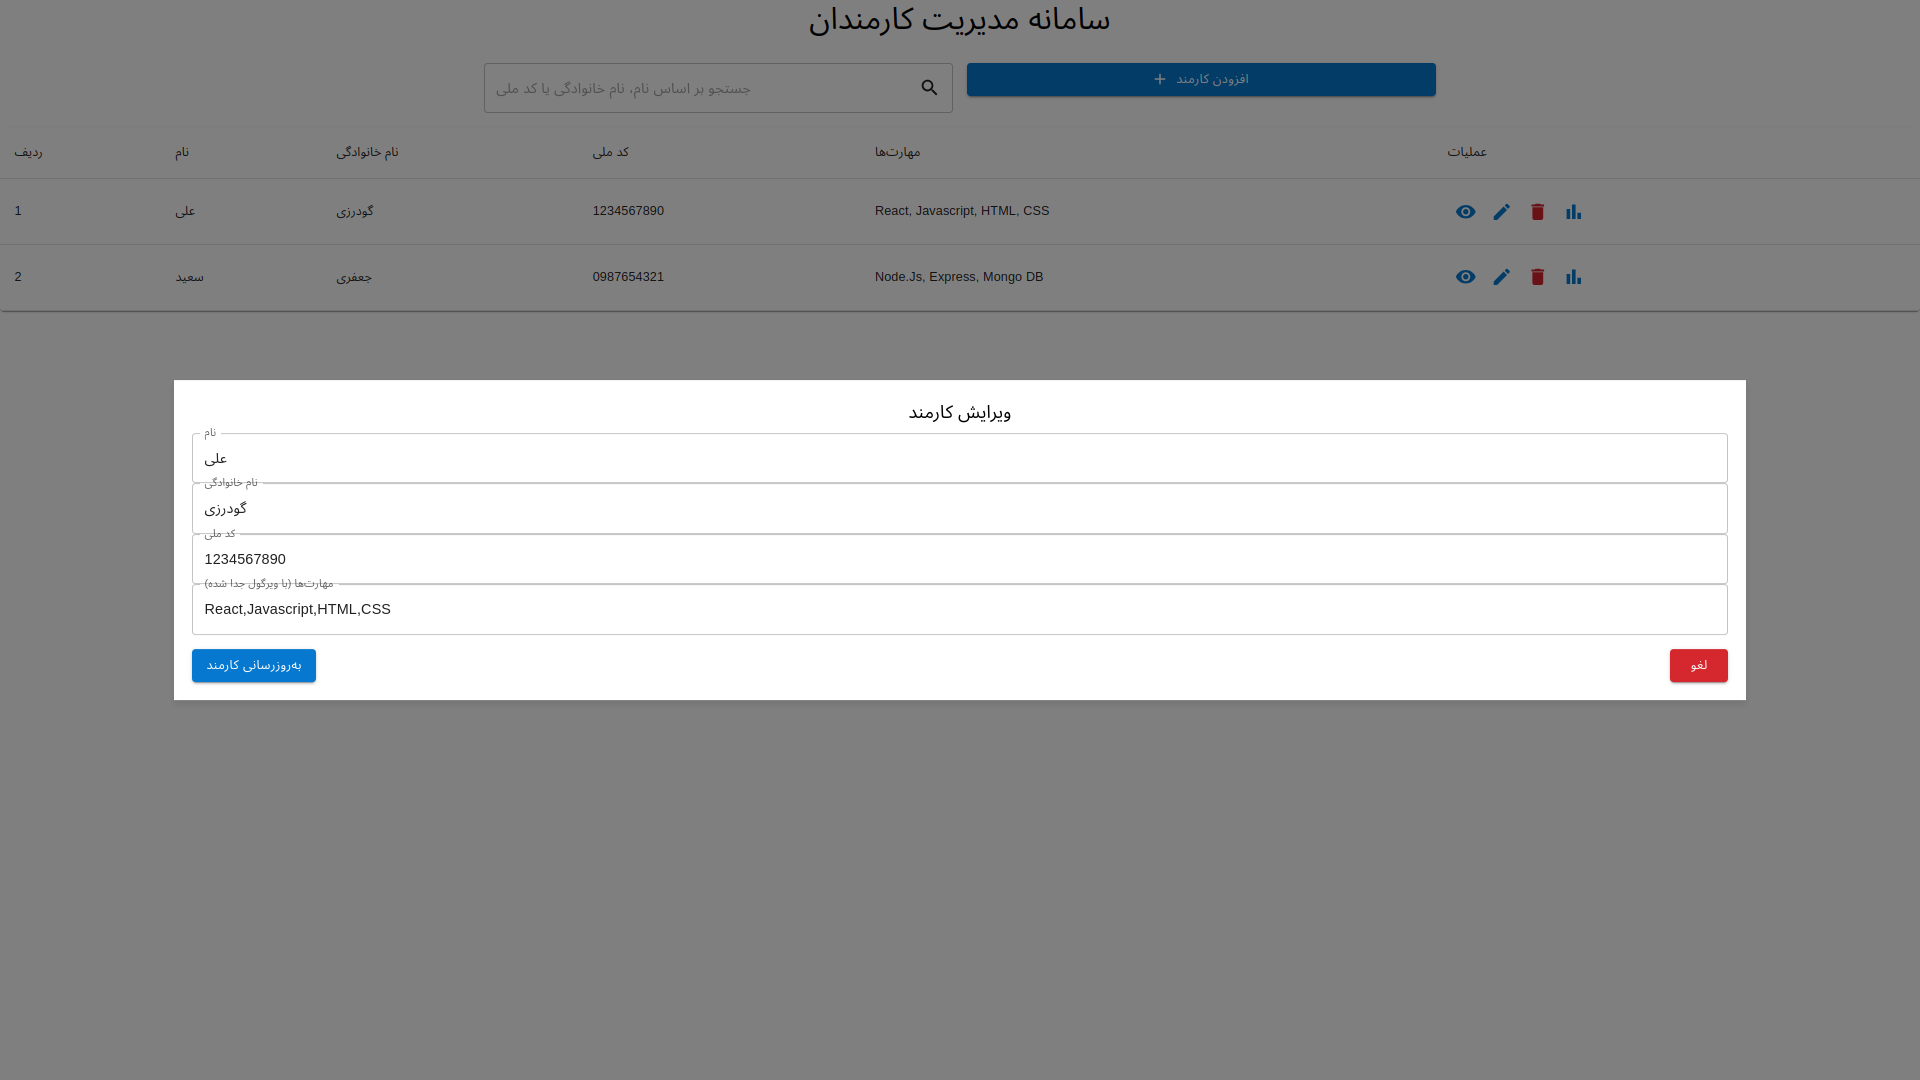 سامانه مدیریت کارمندان
جستجو بر اساس نام، نام خانوادگی یا کد ملی
افزودن کارمند
ردیف نام نام خانوادگی کد ملی مهارت‌ها عملیات
1 علی گودرزی 1234567890 React, Javascript, HTML, CSS
2 سعید جعفری 0987654321 Node.Js, Express, Mongo DB
ویرایش کارمند
نام
علی
نام خانوادگی
گودرزی
کد ملی
1234567890
مهارت‌ها (با ویرگول جدا شده)
React,Javascript,HTML,CSS
به‌روزرسانی کارمند
لغو